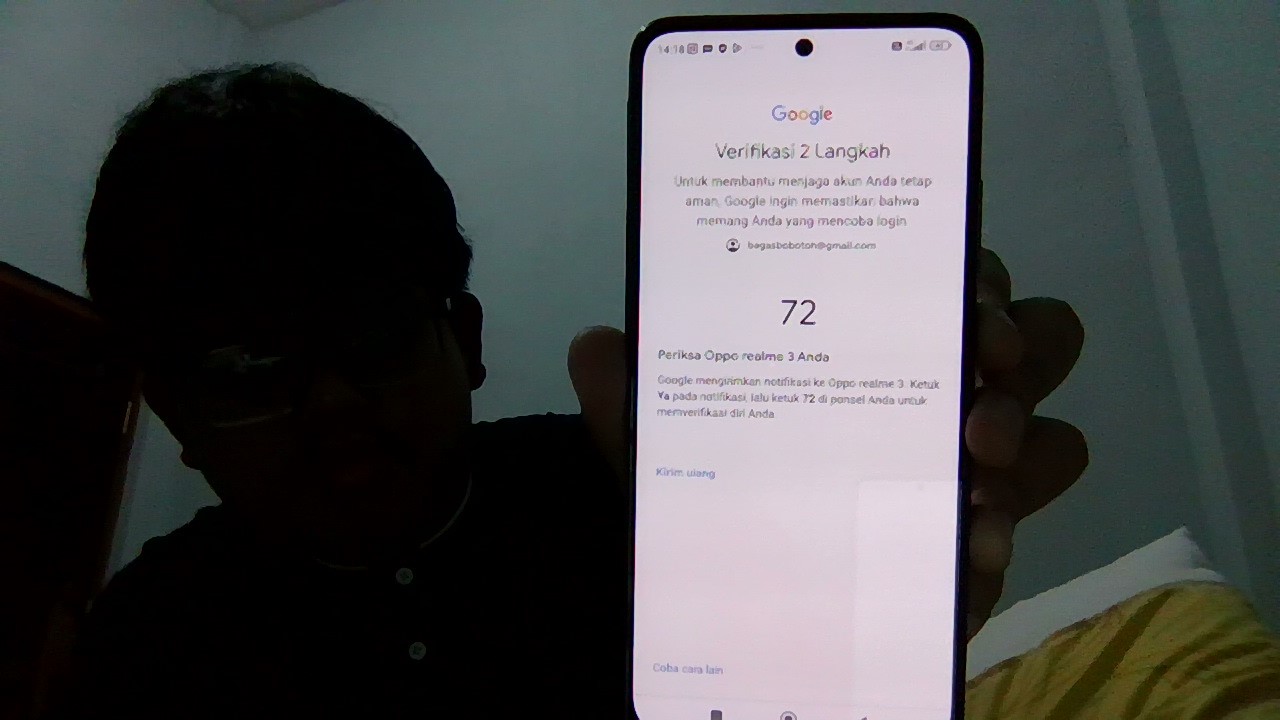 14:18
Google
Verifikasi 2 Langkah
Untuk membantu menjaga akun Anda tetap
aman, Google ingin memastikan bahwa
memang Anda yang mencoba login
bagasbobotoh@gmail.com
72
Periksa Oppo realme 3 Anda
Google mengirimkan notifikasi ke Oppo realme 3. Ketuk
Ya pada notifikasi, lalu ketuk 72 di ponsel Anda untuk
memverifikasi diri Anda
Kirim ulang
Coba cara lain